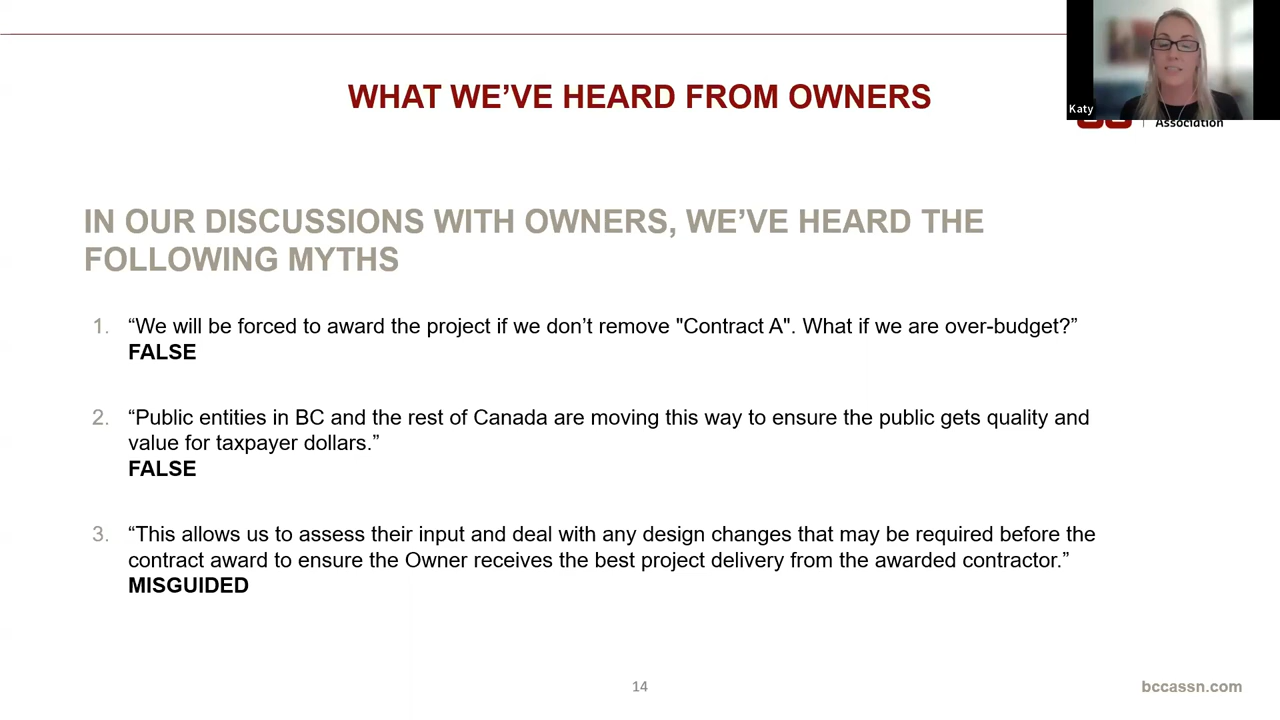 WHAT WE’VE HEARD FROM OWNERS
Katy
Association
IN OUR DISCUSSIONS WITH OWNERS, WE’VE HEARD THE
FOLLOWING MYTHS
1. “We will be forced to award the project if we don’t remove "Contract A". What if we are over-budget?”
FALSE
2. “Public entities in BC and the rest of Canada are moving this way to ensure the public gets quality and
value for taxpayer dollars.”
FALSE
3. “This allows us to assess their input and deal with any design changes that may be required before the
contract award to ensure the Owner receives the best project delivery from the awarded contractor.”
MISGUIDED
14
bccassn.com